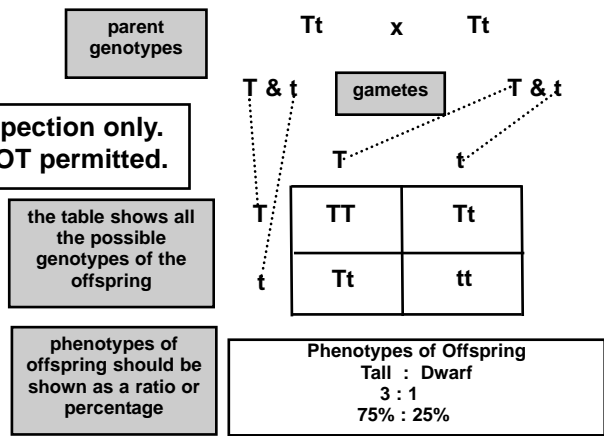 parent
genotypes
Tt x Tt
T & t
gametes
T & t
pection only.
OT permitted.
T t
the table shows all
the possible
genotypes of the
offspring
T TT Tt
t Tt tt
phenotypes of
offspring should be
shown as a ratio or
percentage
Phenotypes of Offspring
Tall : Dwarf
3 : 1
75% : 25%